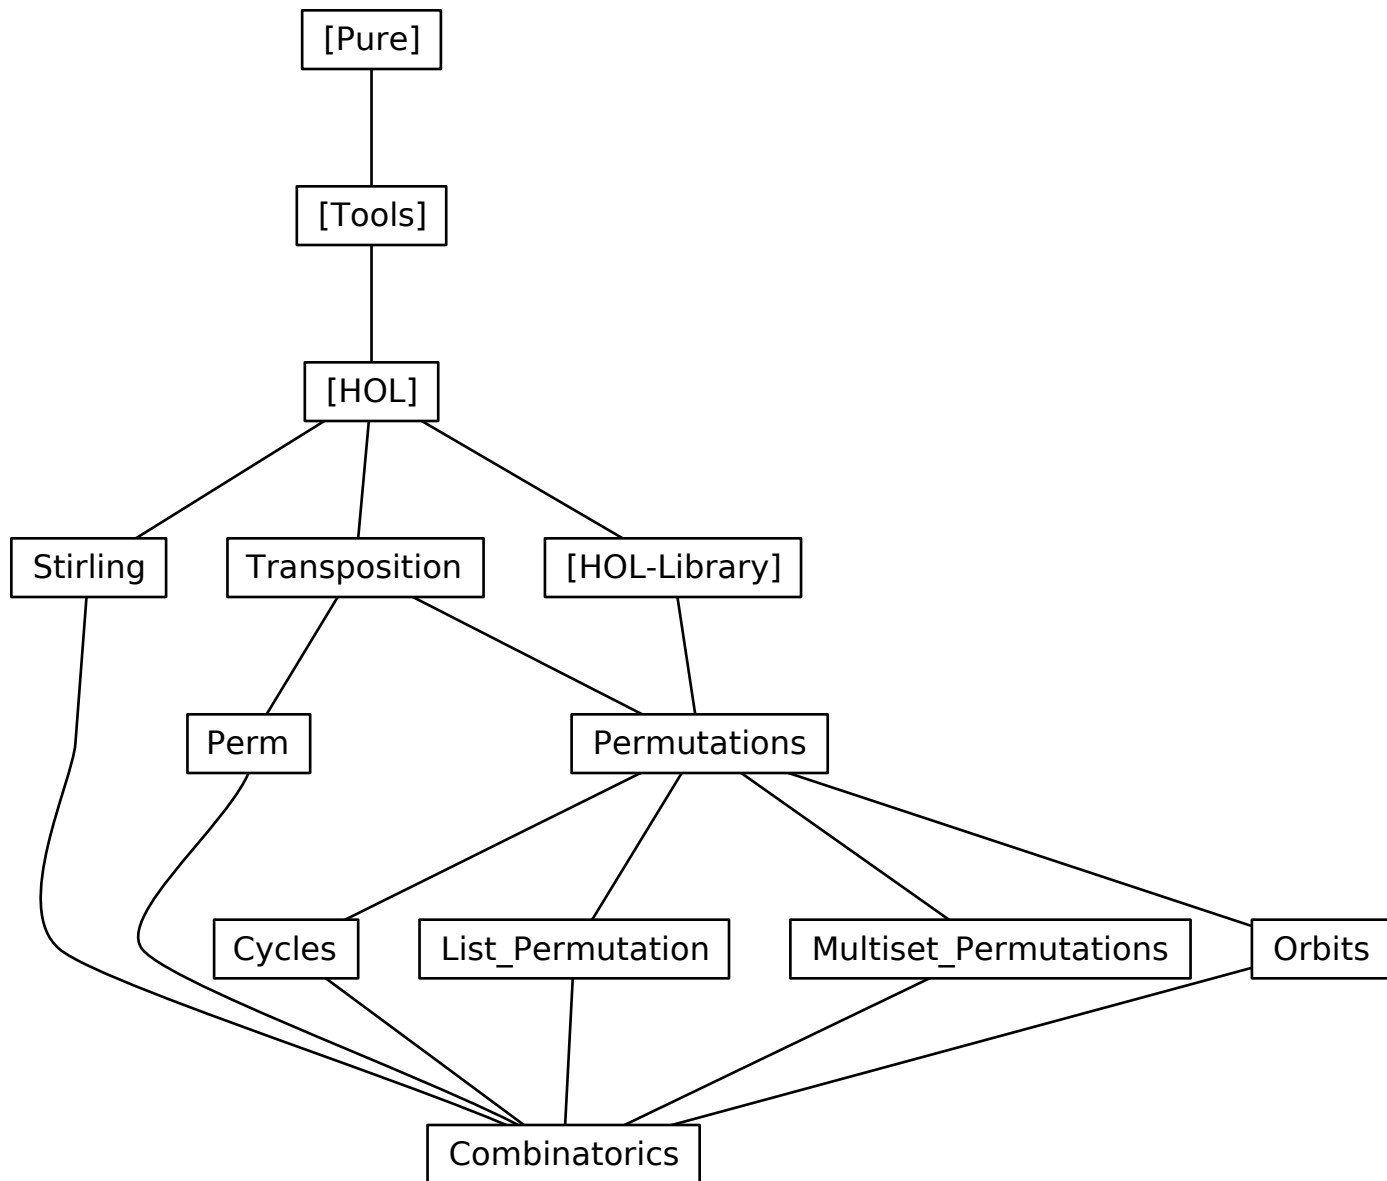 [Pure]
[Tools]
[HOL]
Stirling
Transposition
[HOL-Library]
Perm
Permutations
Cycles
List_Permutation
Multiset_Permutations
Orbits
Combinatorics